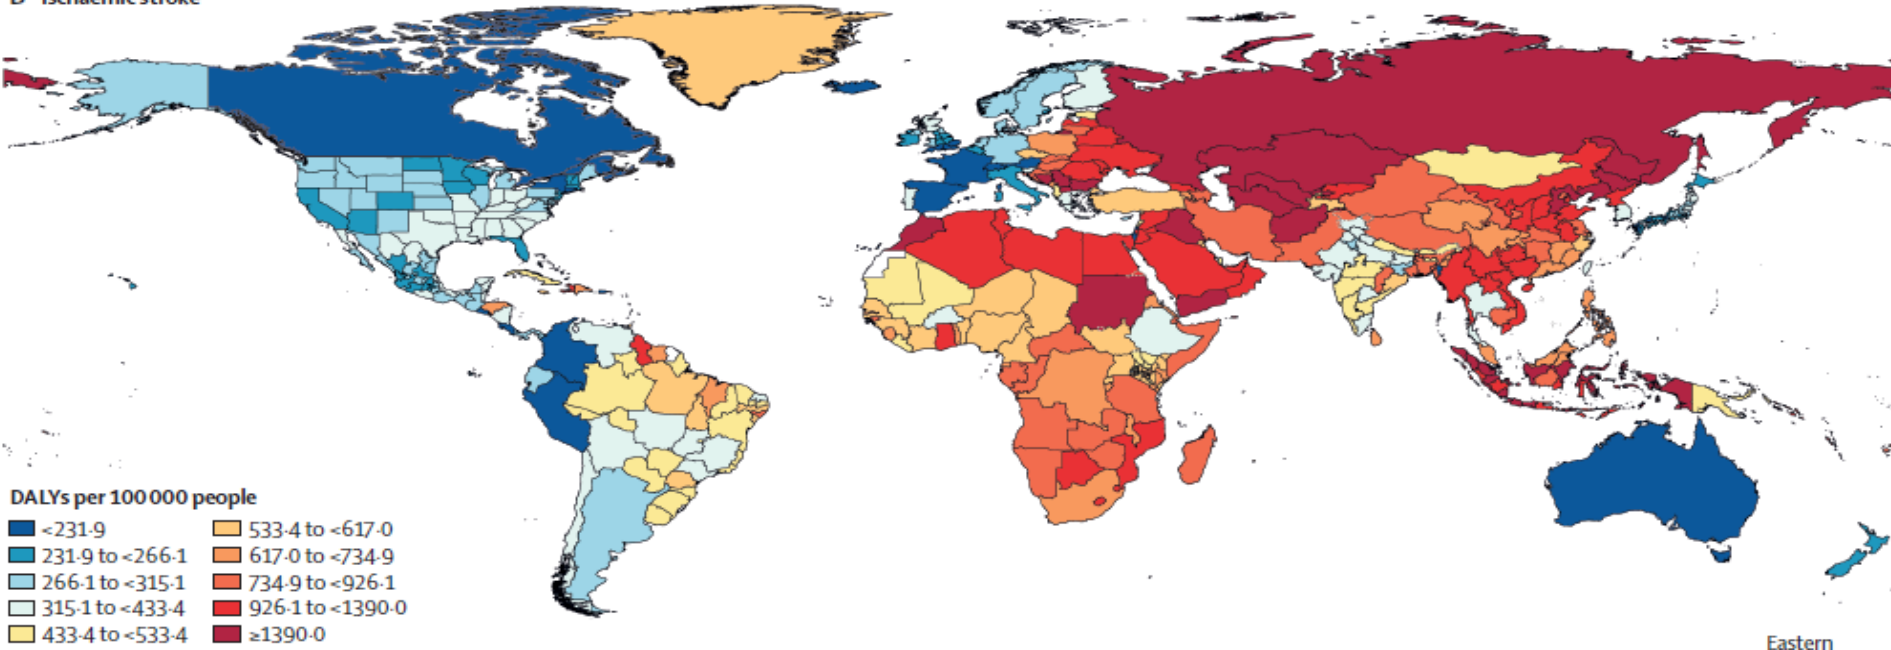 D Ischaemic stroke
DALYs per 100 000 people
<231·9
231·9 to <266·1
266·1 to <315·1
315·1 to <433·4
433·4 to <533·4
533·4 to <617·0
617·0 to <734·9
734·9 to <926·1
926·1 to <1390·0
≥1390·0
Eastern